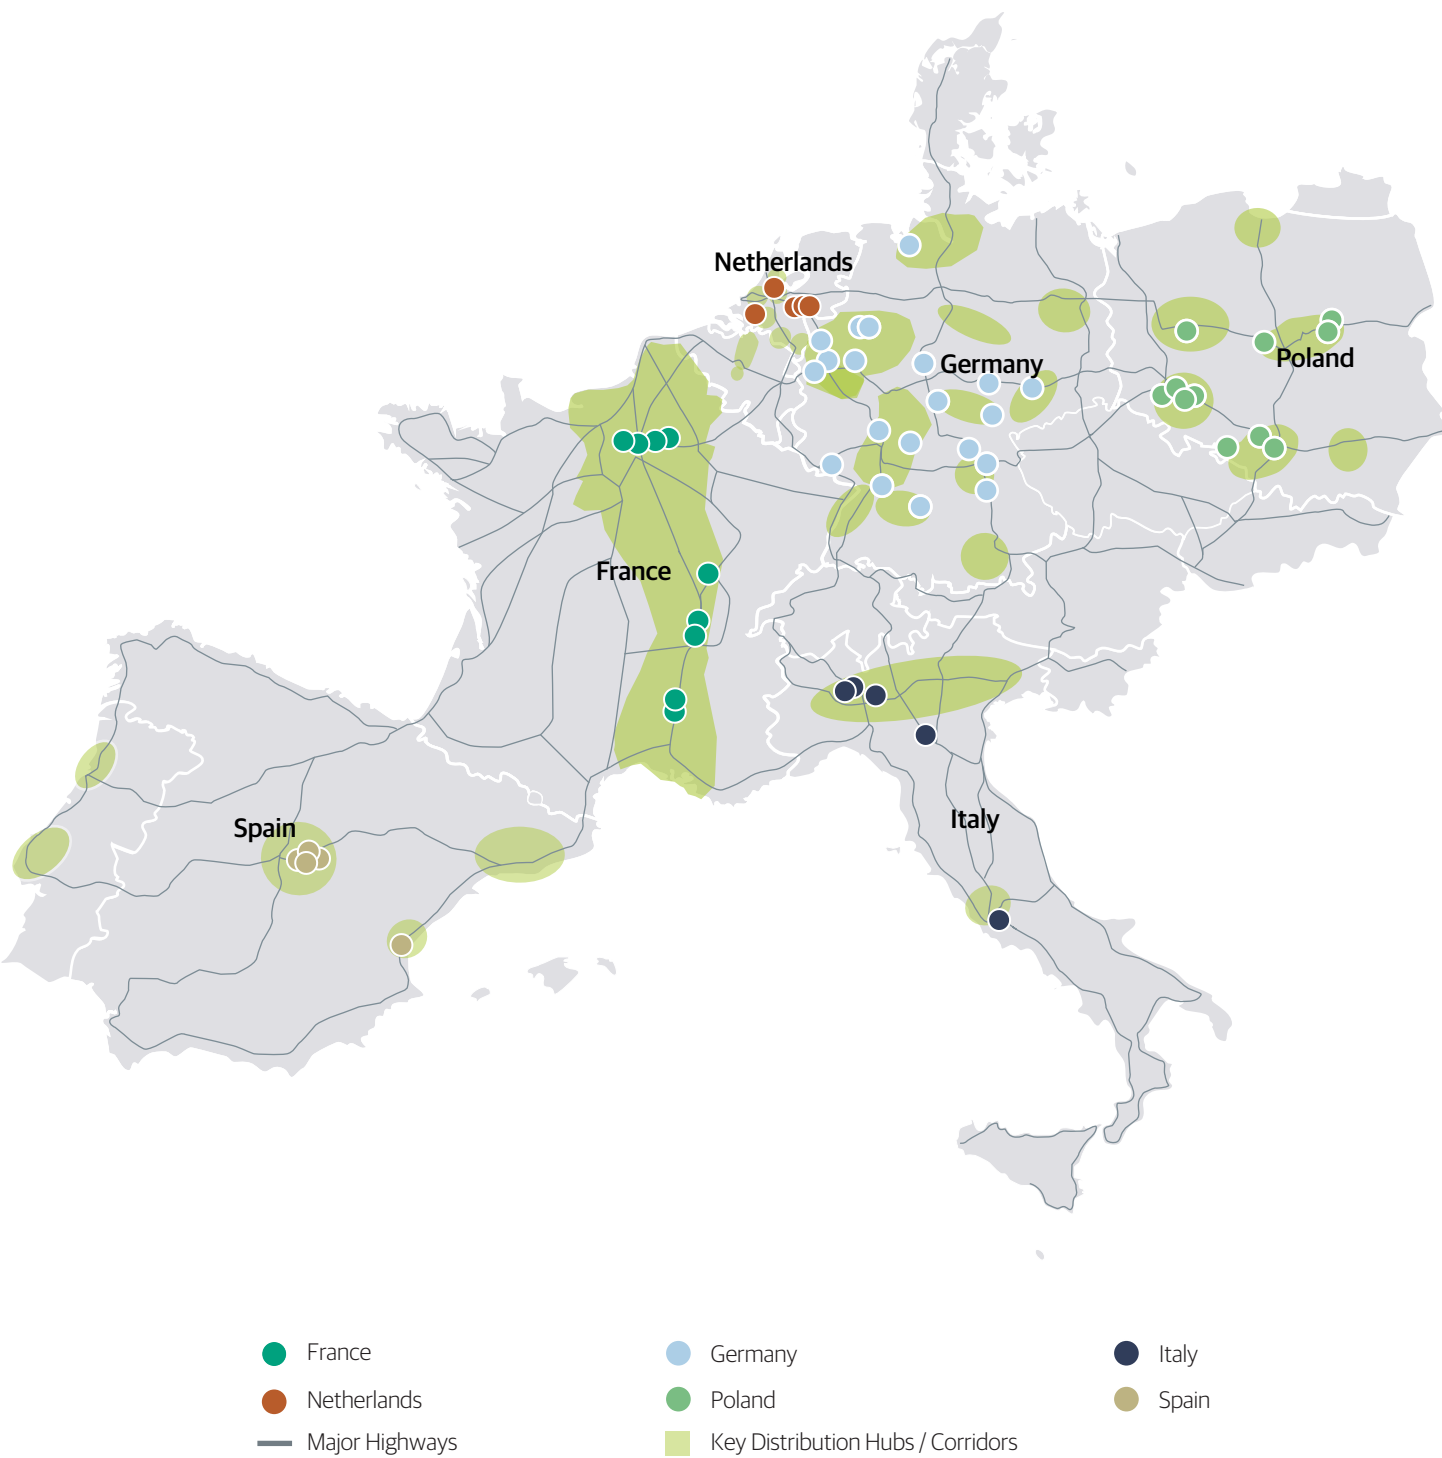 Netherlands
Germany
Poland
France
Spain
Italy
France
Germany
Italy
Netherlands
Poland
Spain
Major Highways
Key Distribution Hubs / Corridors